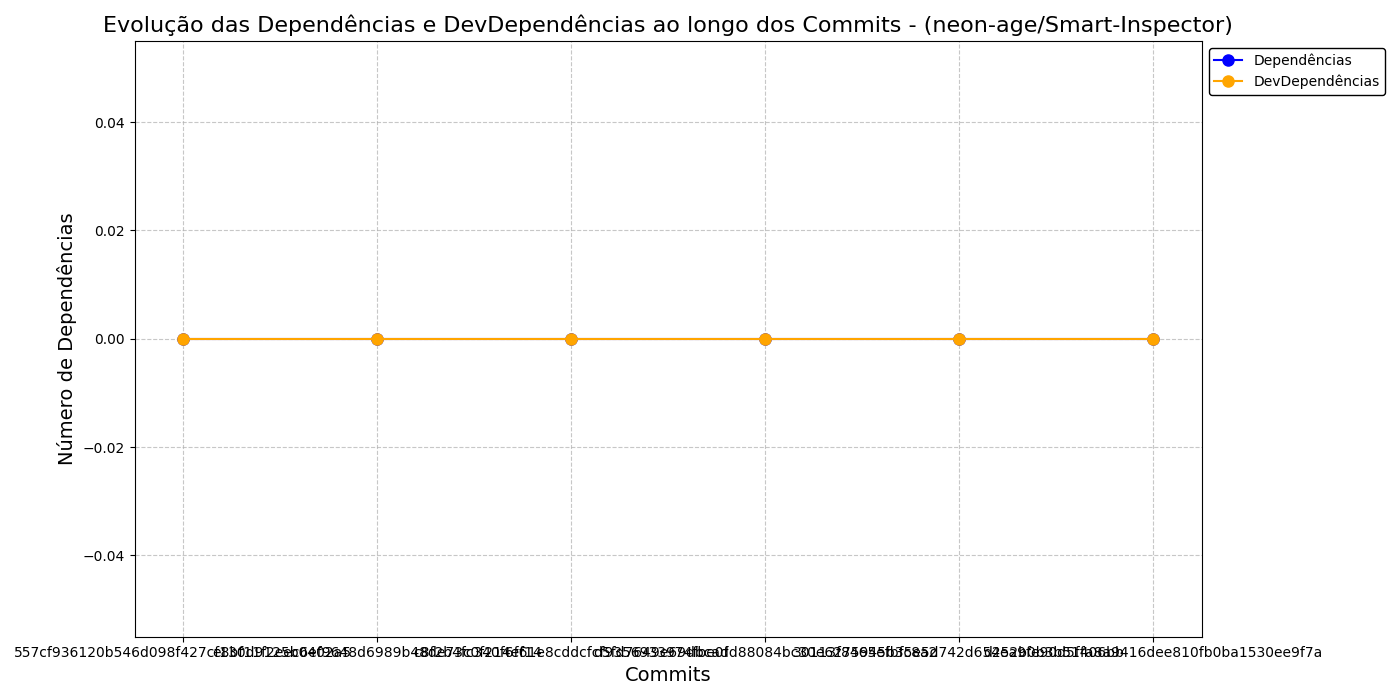 Evolução das Dependências e DevDependências ao longo dos Commits - (neon-age/Smart-Inspector)
Dependências
DevDependências
Número de Dependências
0.04
0.02
0.00
−0.02
−0.04
Commits